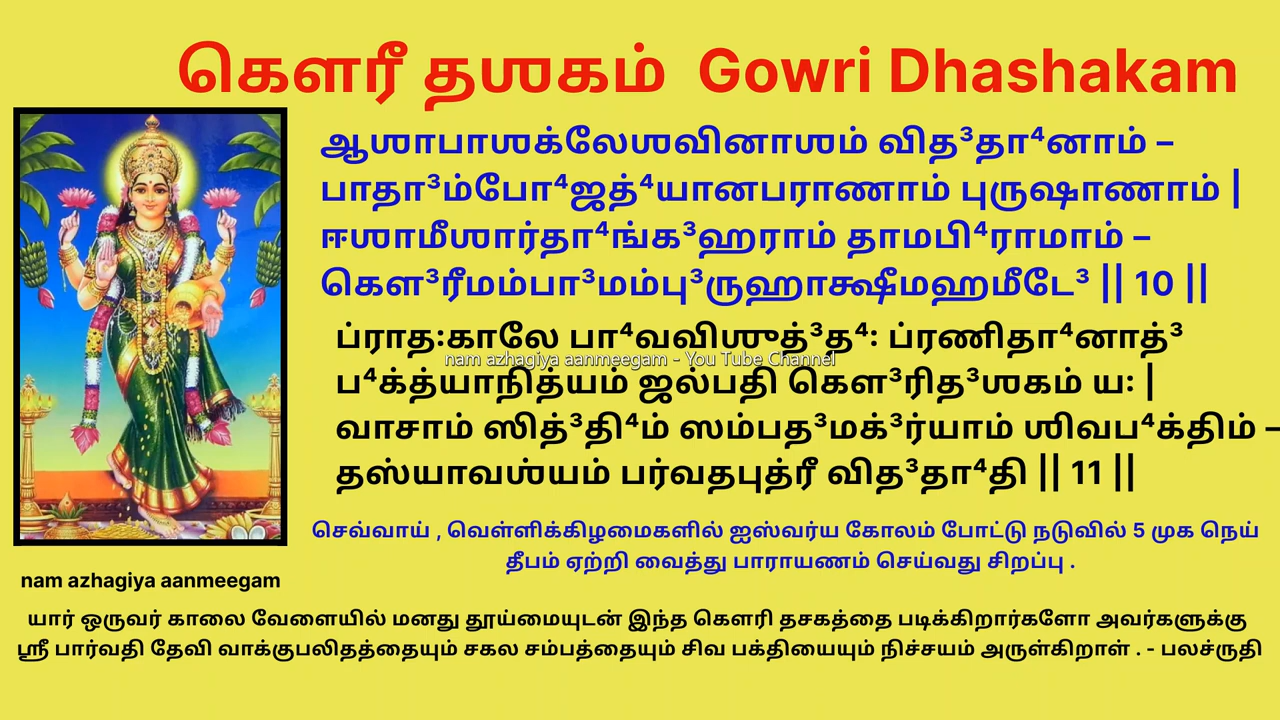 கௌரீ தஶகம் Gowri Dhashakam
ஆஶாபாஶக்லேஶவினாஶம் வித³தா⁴னாம் –
பாதா³ம்போ⁴ஜத்⁴யானபராணாம் புருஷாணாம் |
ஈஶாமீஶார்தா⁴ங்க³ஹராம் தாமபி⁴ராமாம் –
கௌ³ரீமம்பா³மம்பு³ருஹாக்ஷீமஹமீடே³ || 10 ||
ப்ராத:காலே பா⁴வவிஶுத்³த⁴: ப்ரணிதா⁴னாத்³
nam azhagiya aanmeegam - You Tube Channel
ப⁴க்த்யாநித்யம் ஜல்பதி கௌ³ரித³ஶகம் ய: |
வாசாம் ஸித்³தி⁴ம் ஸம்பத³மக்³ர்யாம் ஶிவப⁴க்திம் –
தஸ்யாவஶ்யம் பர்வதபுத்ரீ வித³தா⁴தி || 11 ||
செவ்வாய் , வெள்ளிக்கிழமைகளில் ஐஸ்வர்ய கோலம் போட்டு நடுவில் 5 முக நெய்
தீபம் ஏற்றி வைத்து பாராயணம் செய்வது சிறப்பு .
nam azhagiya aanmeegam
யார் ஒருவர் காலை வேளையில் மனது தூய்மையுடன் இந்த கௌரி தசகத்தை படிக்கிறார்களோ அவர்களுக்கு
ஸ்ரீ பார்வதி தேவி வாக்குபலிதத்தையும் சகல சம்பத்தையும் சிவ பக்தியையும் நிச்சயம் அருள்கிறாள் . - பலச்ருதி